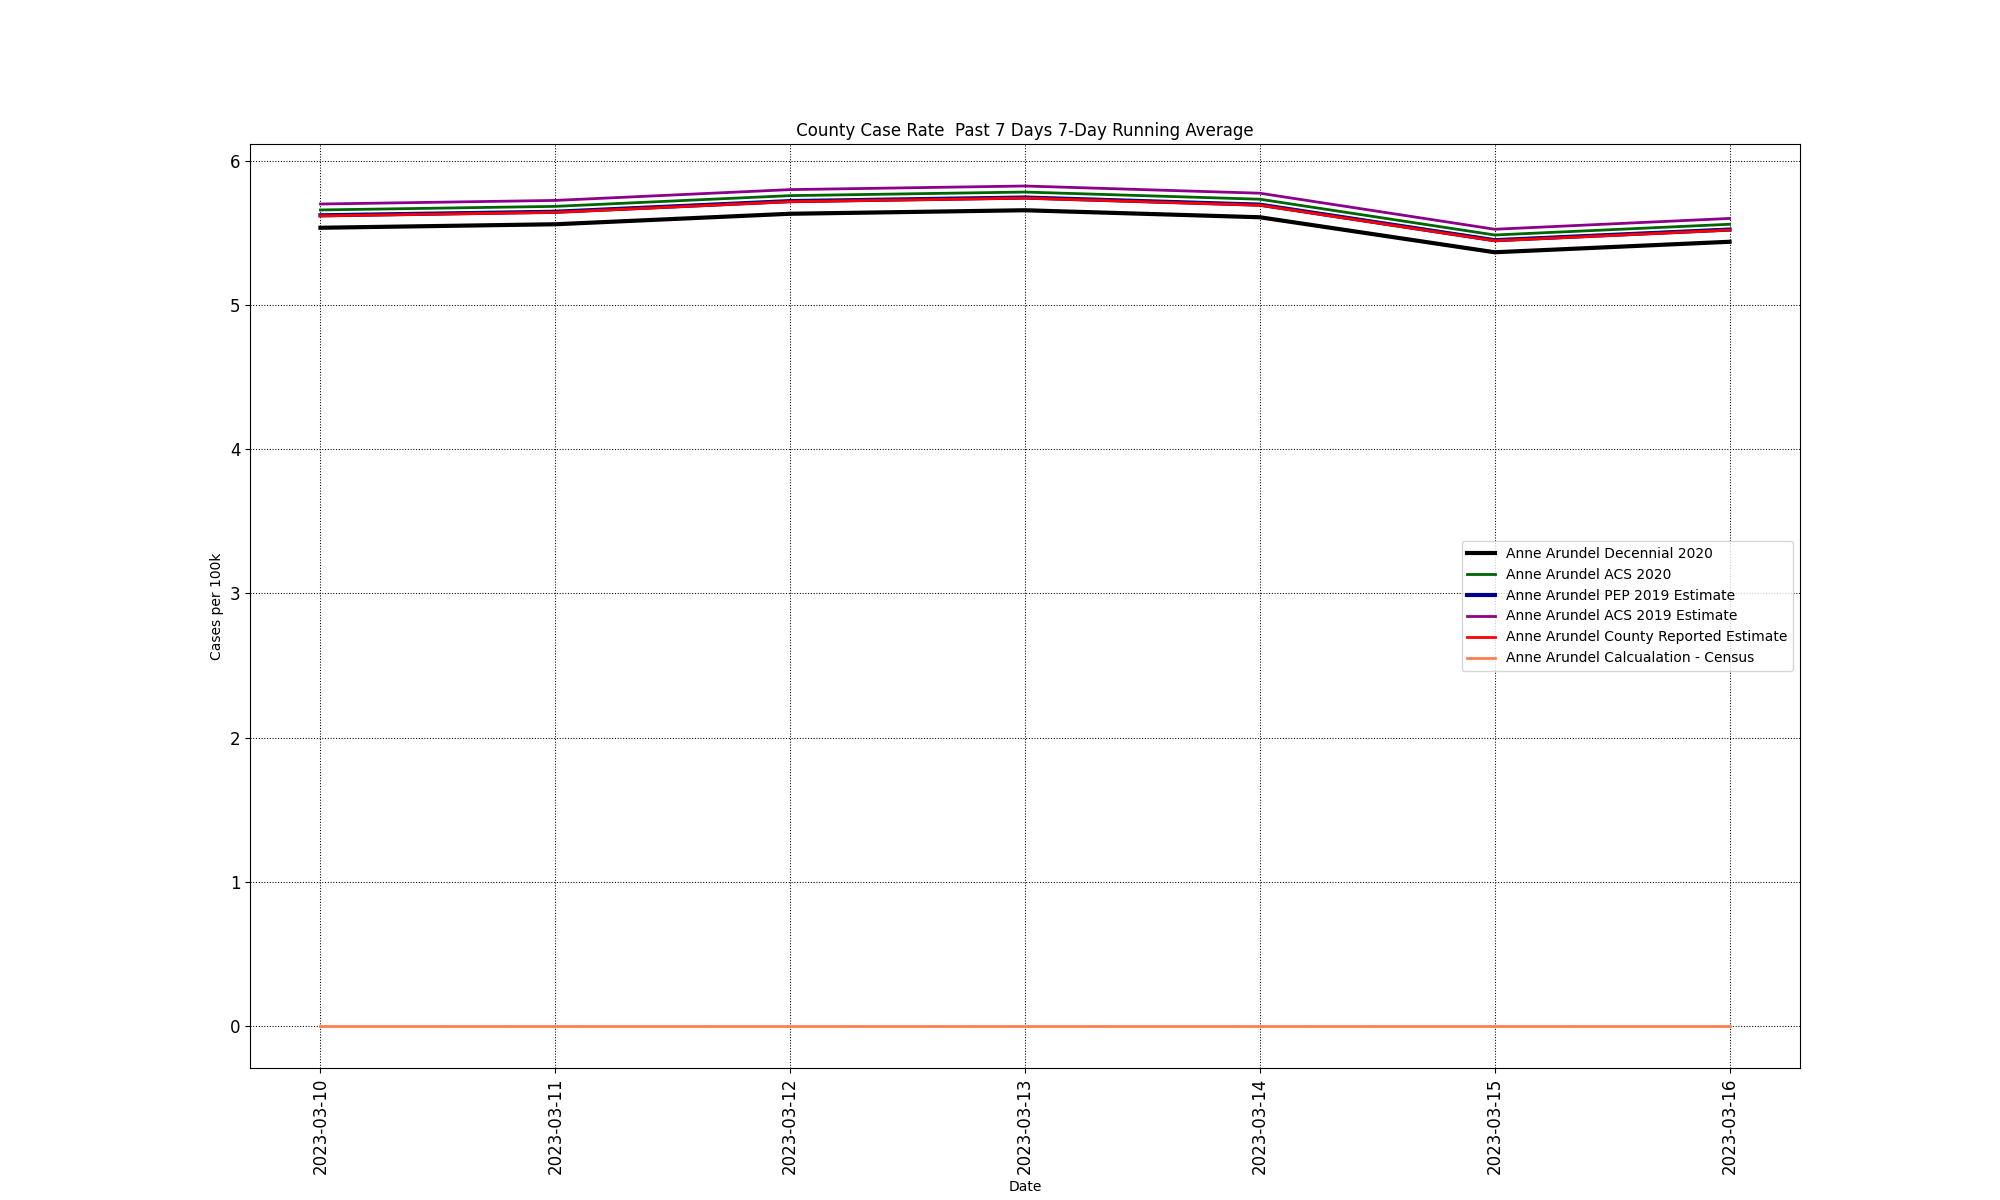 County Case Rate  Past 7 Days 7-Day Running Average
6
5
4
3
2
1
0
Cases per 100k
Anne Arundel Decennial 2020
Anne Arundel ACS 2020
Anne Arundel PEP 2019 Estimate
Anne Arundel ACS 2019 Estimate
Anne Arundel County Reported Estimate
Anne Arundel Calcualation - Census
2023-03-10
2023-03-11
2023-03-12
2023-03-13
2023-03-14
2023-03-15
2023-03-16
Date